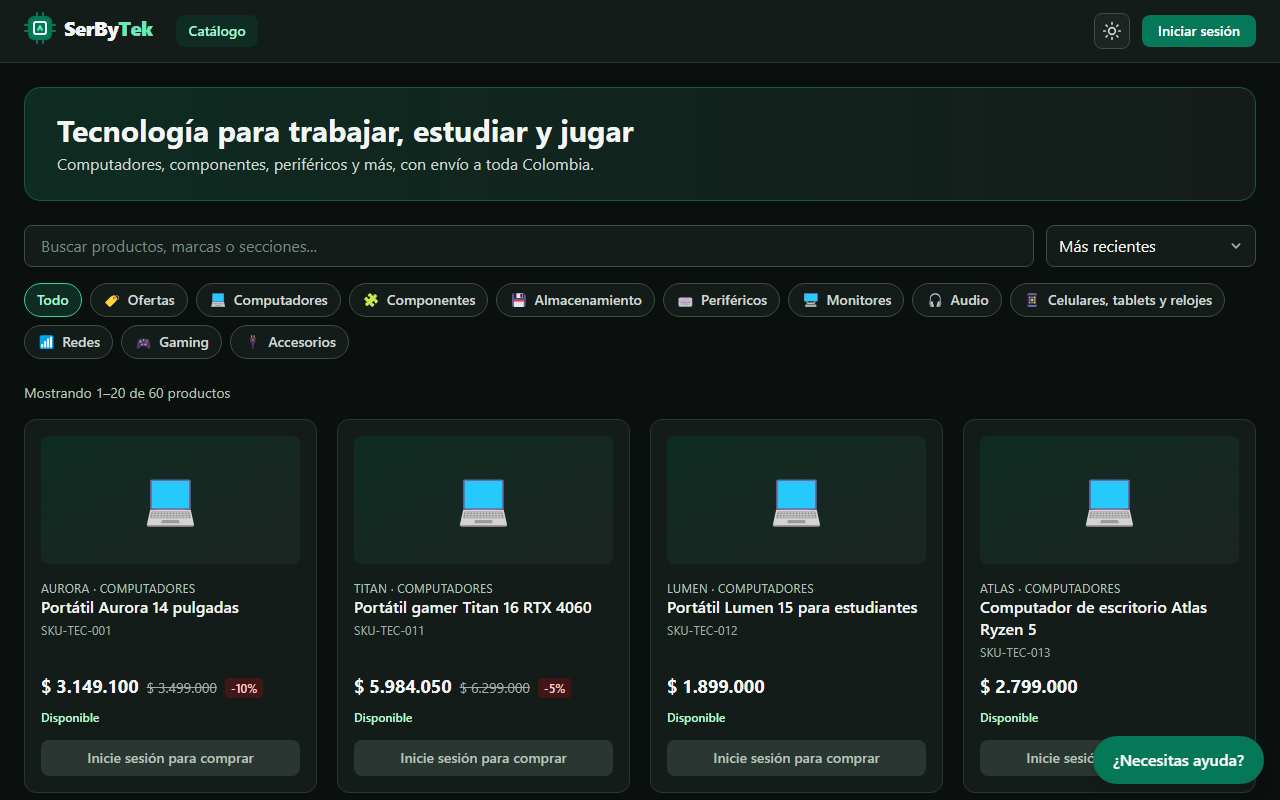 SerByTek
Catálogo
Iniciar sesión
Tecnología para trabajar, estudiar y jugar
Computadores, componentes, periféricos y más, con envío a toda Colombia.
Buscar productos, marcas o secciones...
Más recientes
Todo
Ofertas
Computadores
Componentes
Almacenamiento
Periféricos
Monitores
Audio
Celulares, tablets y relojes
Redes
Gaming
Accesorios
Mostrando 1–20 de 60 productos
AURORA · COMPUTADORES
Portátil Aurora 14 pulgadas
SKU-TEC-001
$ 3.149.100 $ 3.499.000 -10%
Disponible
Inicie sesión para comprar
TITAN · COMPUTADORES
Portátil gamer Titan 16 RTX 4060
SKU-TEC-011
$ 5.984.050 $ 6.299.000 -5%
Disponible
Inicie sesión para comprar
LUMEN · COMPUTADORES
Portátil Lumen 15 para estudiantes
SKU-TEC-012
$ 1.899.000
Disponible
Inicie sesión para comprar
ATLAS · COMPUTADORES
Computador de escritorio Atlas
Ryzen 5
SKU-TEC-013
$ 2.799.000
Disponible
Inicie
¿Necesitas ayuda?